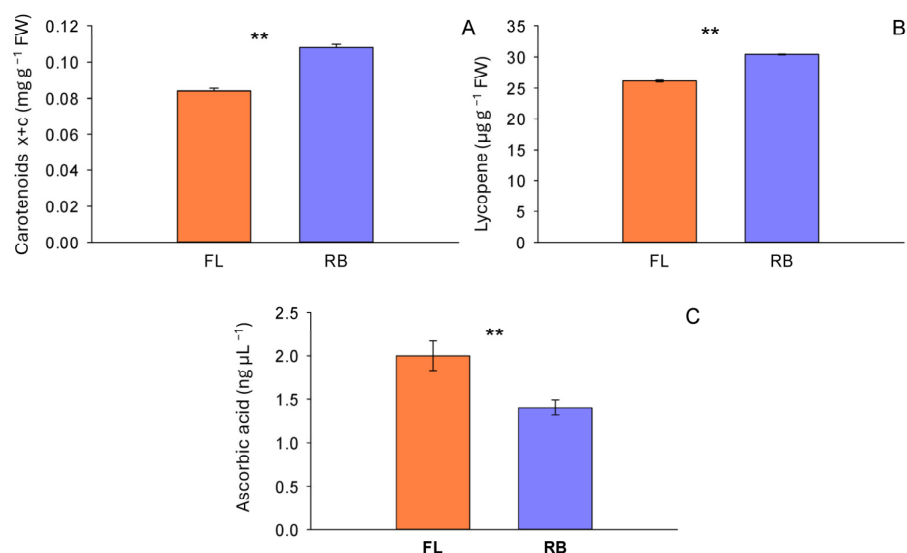 A
Carotenoids x+c (mg g⁻¹ FW)
0.12
0.10
0.08
0.06
0.04
0.02
0.00
**
FL
RB
B
Lycopene (µg g⁻¹ FW)
35
30
25
20
15
10
5
0
**
FL
RB
C
Ascorbic acid (ng µL⁻¹)
2.5
2.0
1.5
1.0
0.5
0.0
**
FL
RB